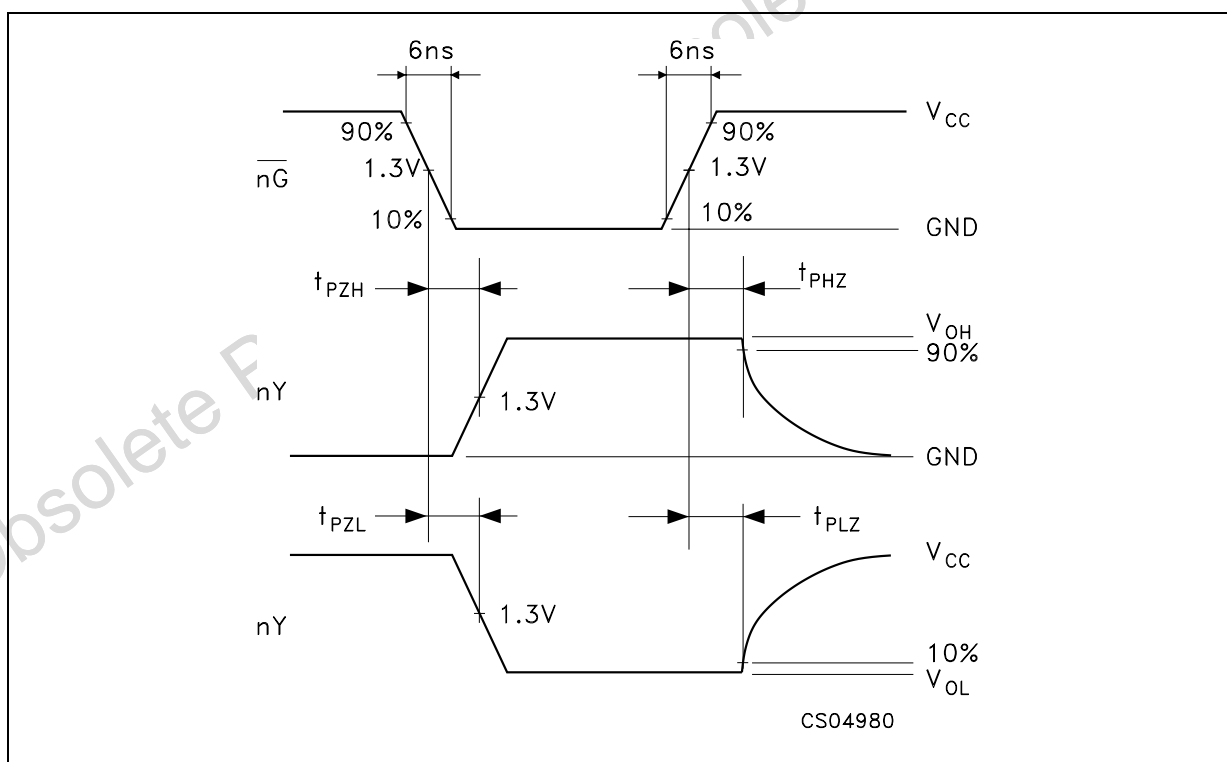 6ns 6ns
90% 90% V_CC
nG 1.3V 1.3V
10% 10% GND
t_PZH t_PHZ
V_OH
90%
nY 1.3V
GND
t_PZL t_PLZ
V_CC
nY 1.3V
10%
V_OL
CS04980
Obsolete